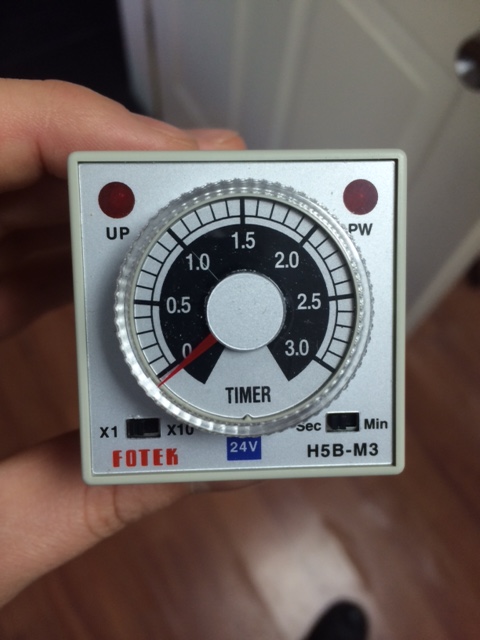 UP
PW
0
0.5
1.0
1.5
2.0
2.5
3.0
TIMER
X1 X10
Sec Min
FOTEK
24V
H5B-M3